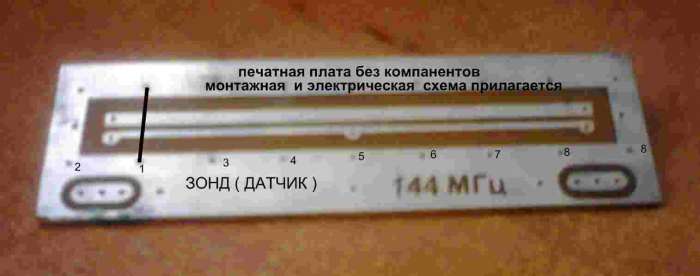 печатная плата без компанентов
монтажная и электрическая схема прилагается
2 1 3 4 5 6 7 8 8
ЗОНД ( ДАТЧИК ) 144 МГц